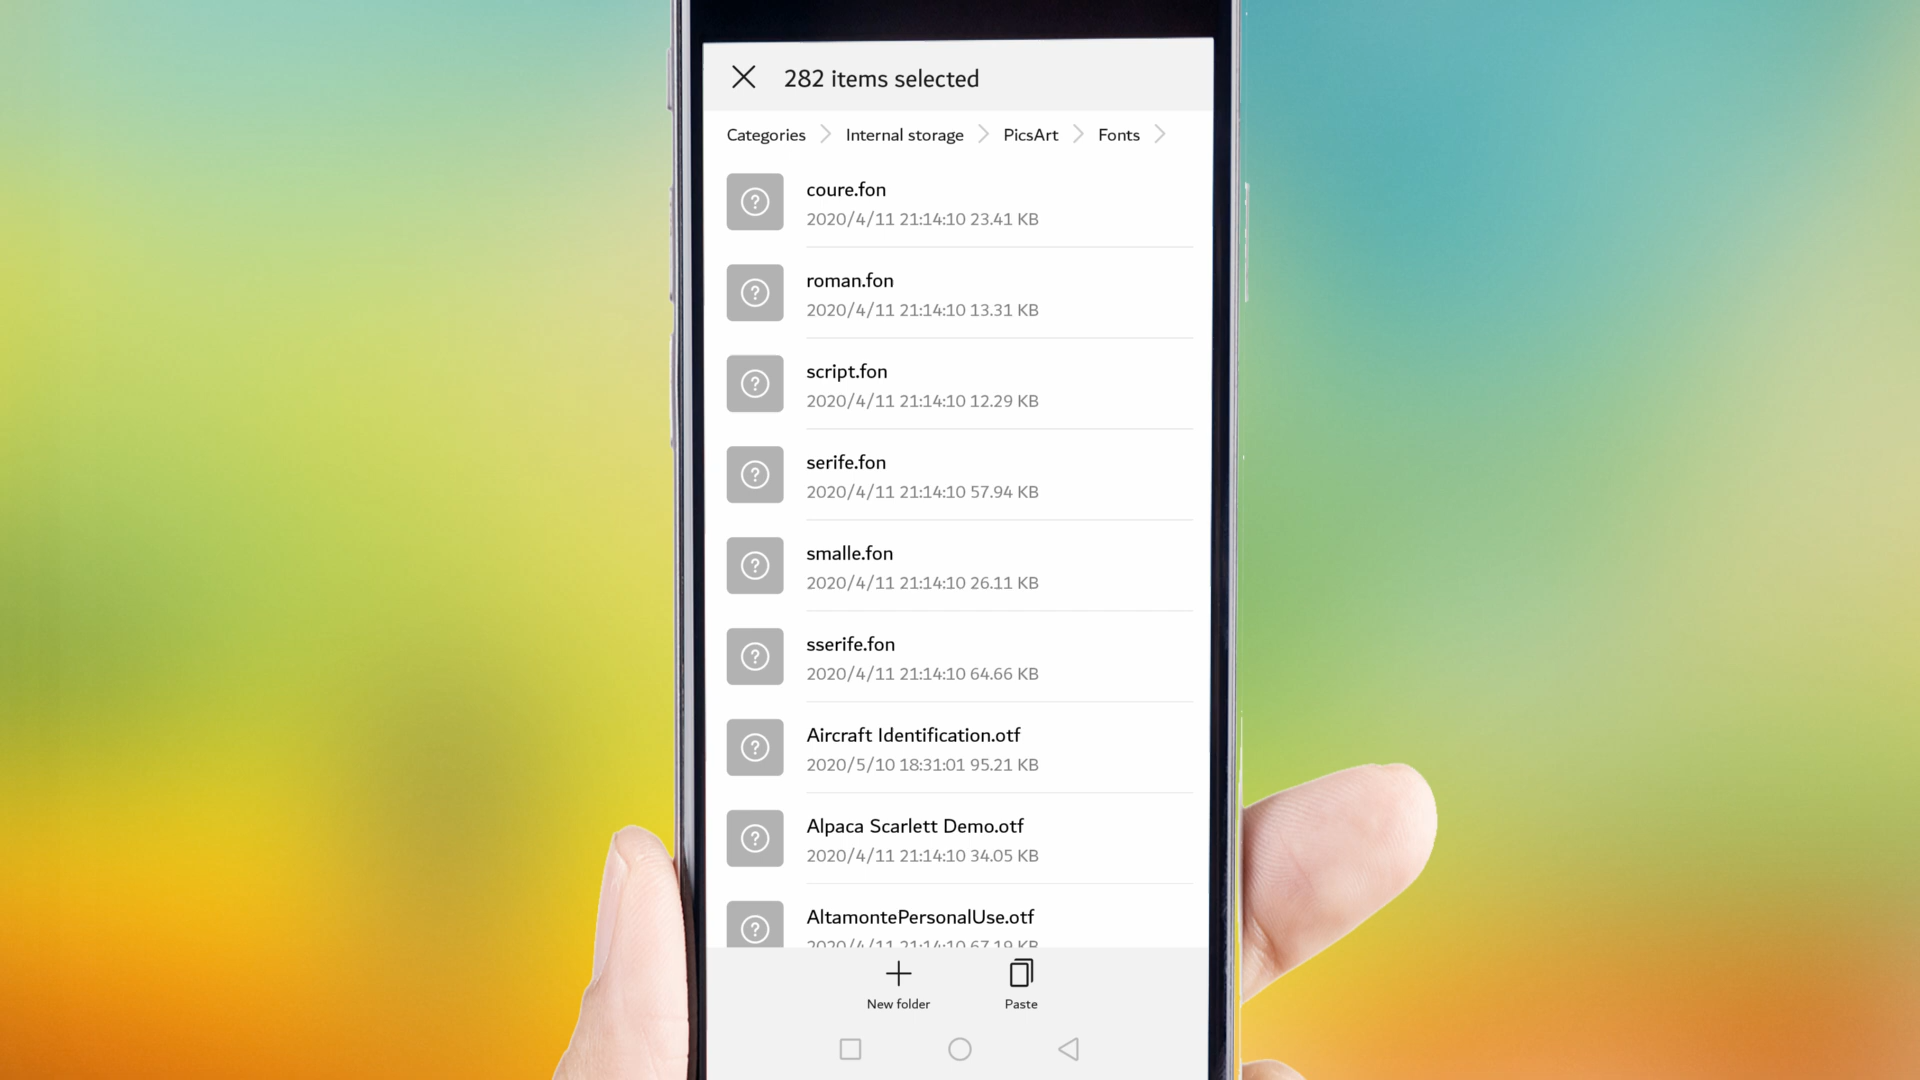 282 items selected
Categories Internal storage PicsArt Fonts
coure.fon
2020/4/11 21:14:10 23.41 KB
roman.fon
2020/4/11 21:14:10 13.31 KB
script.fon
2020/4/11 21:14:10 12.29 KB
serife.fon
2020/4/11 21:14:10 57.94 KB
smalle.fon
2020/4/11 21:14:10 26.11 KB
sserife.fon
2020/4/11 21:14:10 64.66 KB
Aircraft Identification.otf
2020/5/10 18:31:01 95.21 KB
Alpaca Scarlett Demo.otf
2020/4/11 21:14:10 34.05 KB
AltamontePersonalUse.otf
2020/4/11 21:14:10 67.19 KB
New folder
Paste